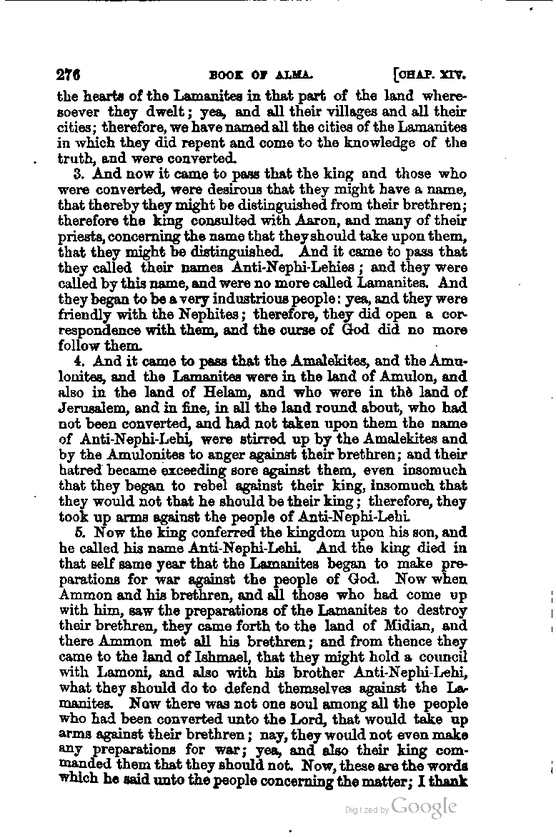 276 BOOK OF ALMA. [CHAP. XIV.
the hearts of the Lamanites in that part of the land where-
soever they dwelt; yea, and all their villages and all their
cities; therefore, we have named all the cities of the Lamanites
in which they did repent and come to the knowledge of the
truth, and were converted.
3. And now it came to pass that the king and those who
were converted, were desirous that they might have a name,
that thereby they might be distinguished from their brethren;
therefore the king consulted with Aaron, and many of their
priests, concerning the name that they should take upon them,
that they might be distinguished. And it came to pass that
they called their names Anti-Nephi-Lehies; and they were
called by this name, and were no more called Lamanites. And
they began to be a very industrious people: yea, and they were
friendly with the Nephites; therefore, they did open a cor-
respondence with them, and the curse of God did no more
follow them.
4. And it came to pass that the Amalekites, and the Amu-
lonites, and the Lamanites were in the land of Amulon, and
also in the land of Helam, and who were in the land of
Jerusalem, and in fine, in all the land round about, who had
not been converted, and had not taken upon them the name
of Anti-Nephi-Lehi, were stirred up by the Amalekites and
by the Amulonites to anger against their brethren; and their
hatred became exceeding sore against them, even insomuch
that they began to rebel against their king, insomuch that
they would not that he should be their king; therefore, they
took up arms against the people of Anti-Nephi-Lehi.
5. Now the king conferred the kingdom upon his son, and
he called his name Anti-Nephi-Lehi. And the king died in
that self same year that the Lamanites began to make pre-
parations for war against the people of God. Now when
Ammon and his brethren, and all those who had come up
with him, saw the preparations of the Lamanites to destroy
their brethren, they came forth to the land of Midian, and
there Ammon met all his brethren; and from thence they
came to the land of Ishmael, that they might hold a council
with Lamoni, and also with his brother Anti-Nephi-Lehi,
what they should do to defend themselves against the La-
manites. Now there was not one soul among all the people
who had been converted unto the Lord, that would take up
arms against their brethren; nay, they would not even make
any preparations for war; yea, and also their king com-
manded them that they should not. Now, these are the words
which he said unto the people concerning the matter; I thank
Digitized by Google